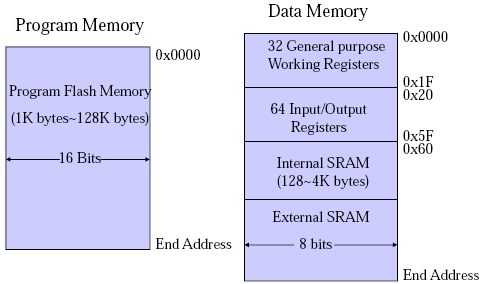 Program Memory
0x0000
Program Flash Memory
(1K bytes~128K bytes)
16 Bits
End Address
Data Memory
0x0000
32 General purpose
Working Registers
0x1F
0x20
64 Input/Output
Registers
0x5F
0x60
Internal SRAM
(128~4K bytes)
External SRAM
8 bits
End Address